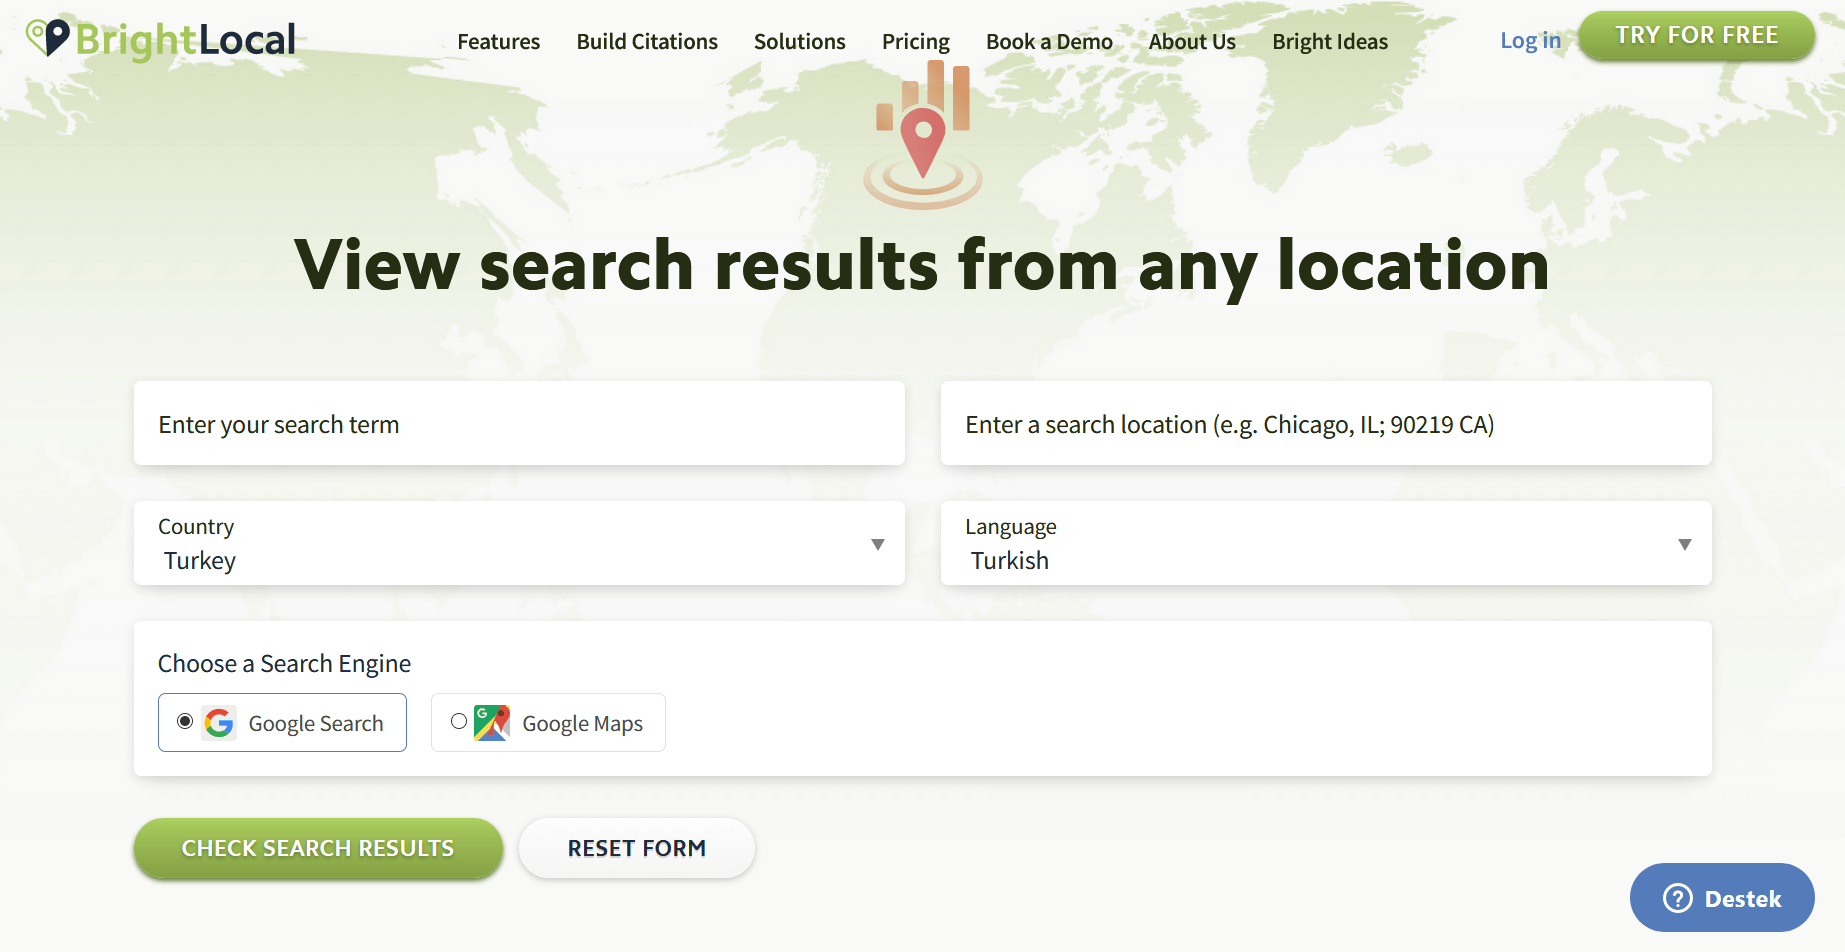 BrightLocal
Features Build Citations Solutions Pricing Book a Demo About Us Bright Ideas Log in TRY FOR FREE
View search results from any location
Enter your search term
Enter a search location (e.g. Chicago, IL; 90219 CA)
Country
Turkey
Language
Turkish
Choose a Search Engine
Google Search
G
Google Maps
CHECK SEARCH RESULTS
RESET FORM
? Destek